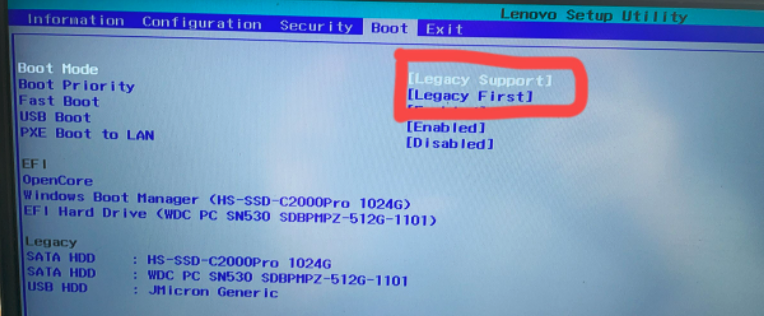 Lenovo Setup Utility
Information Configuration Security Boot Exit
Boot Mode [Legacy Support]
Boot Priority [Legacy First]
Fast Boot
USB Boot [Enabled]
PXE Boot to LAN [Disabled]
EFI
OpenCore
Windows Boot Manager (HS-SSD-C2000Pro 1024G)
EFI Hard Drive (WDC PC SN530 SDBPMPZ-512G-1101)
Legacy
SATA HDD : HS-SSD-C2000Pro 1024G
SATA HDD : WDC PC SN530 SDBPMPZ-512G-1101
USB HDD : JMicron Generic